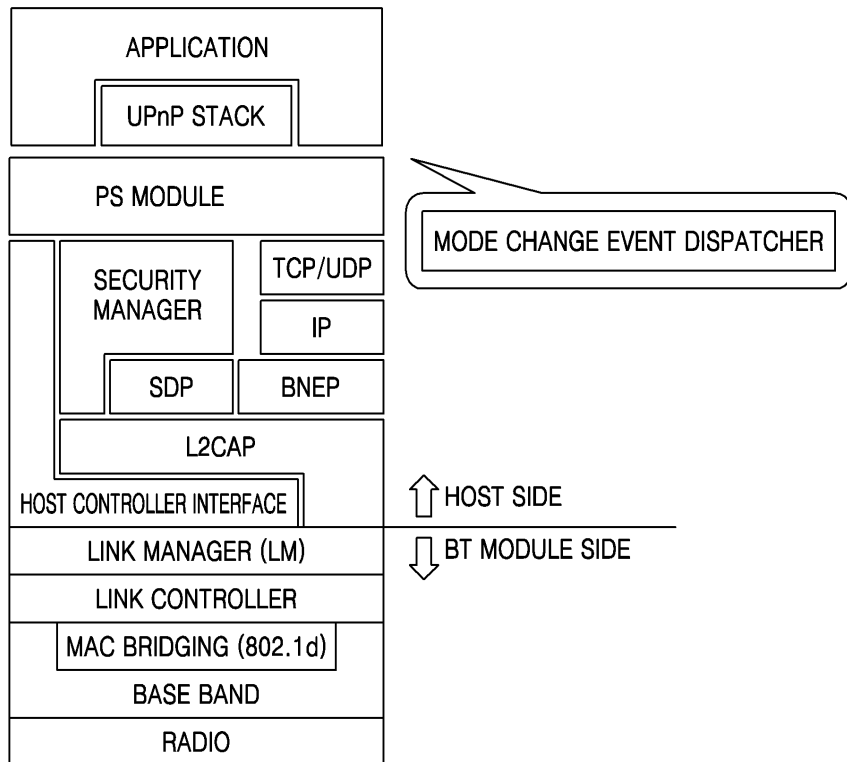 APPLICATION
UPnP STACK
PS MODULE
MODE CHANGE EVENT DISPATCHER
SECURITY
MANAGER
TCP/UDP
IP
SDP
BNEP
L2CAP
HOST CONTROLLER INTERFACE
HOST SIDE
LINK MANAGER (LM)
BT MODULE SIDE
LINK CONTROLLER
MAC BRIDGING (802.1d)
BASE BAND
RADIO